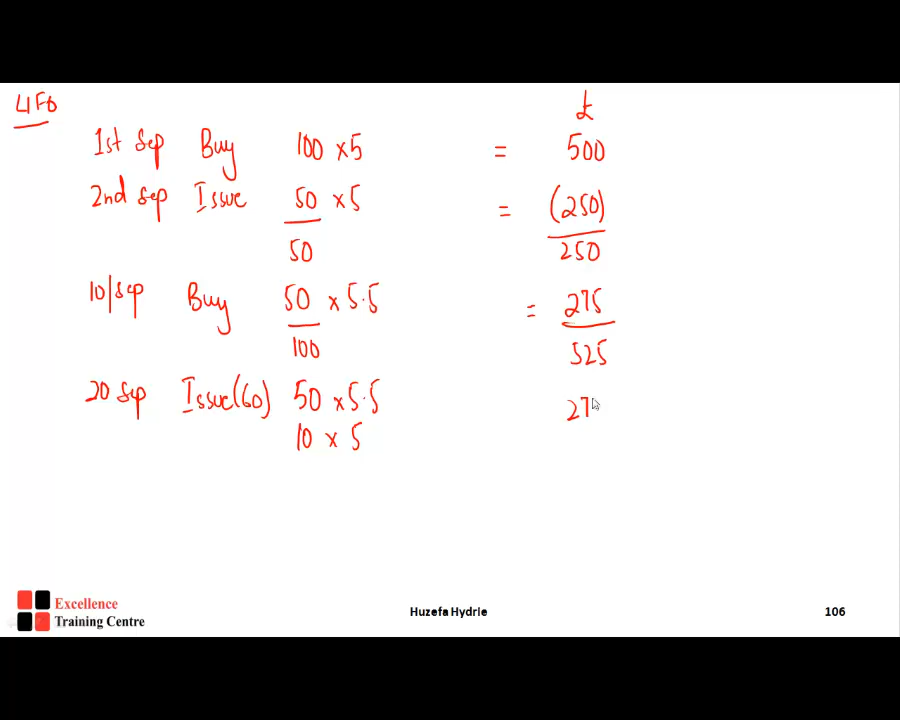 LIFO
£
1st Sep Buy 100 x 5 = 500
2nd Sep Issue 50 x 5 = (250)
50 250
10/Sep Buy 50 x 5.5 = 275
100 525
20 Sep Issue (60) 50 x 5.5 27
10 x 5
Excellence
Training Centre
Huzefa Hydrie
106